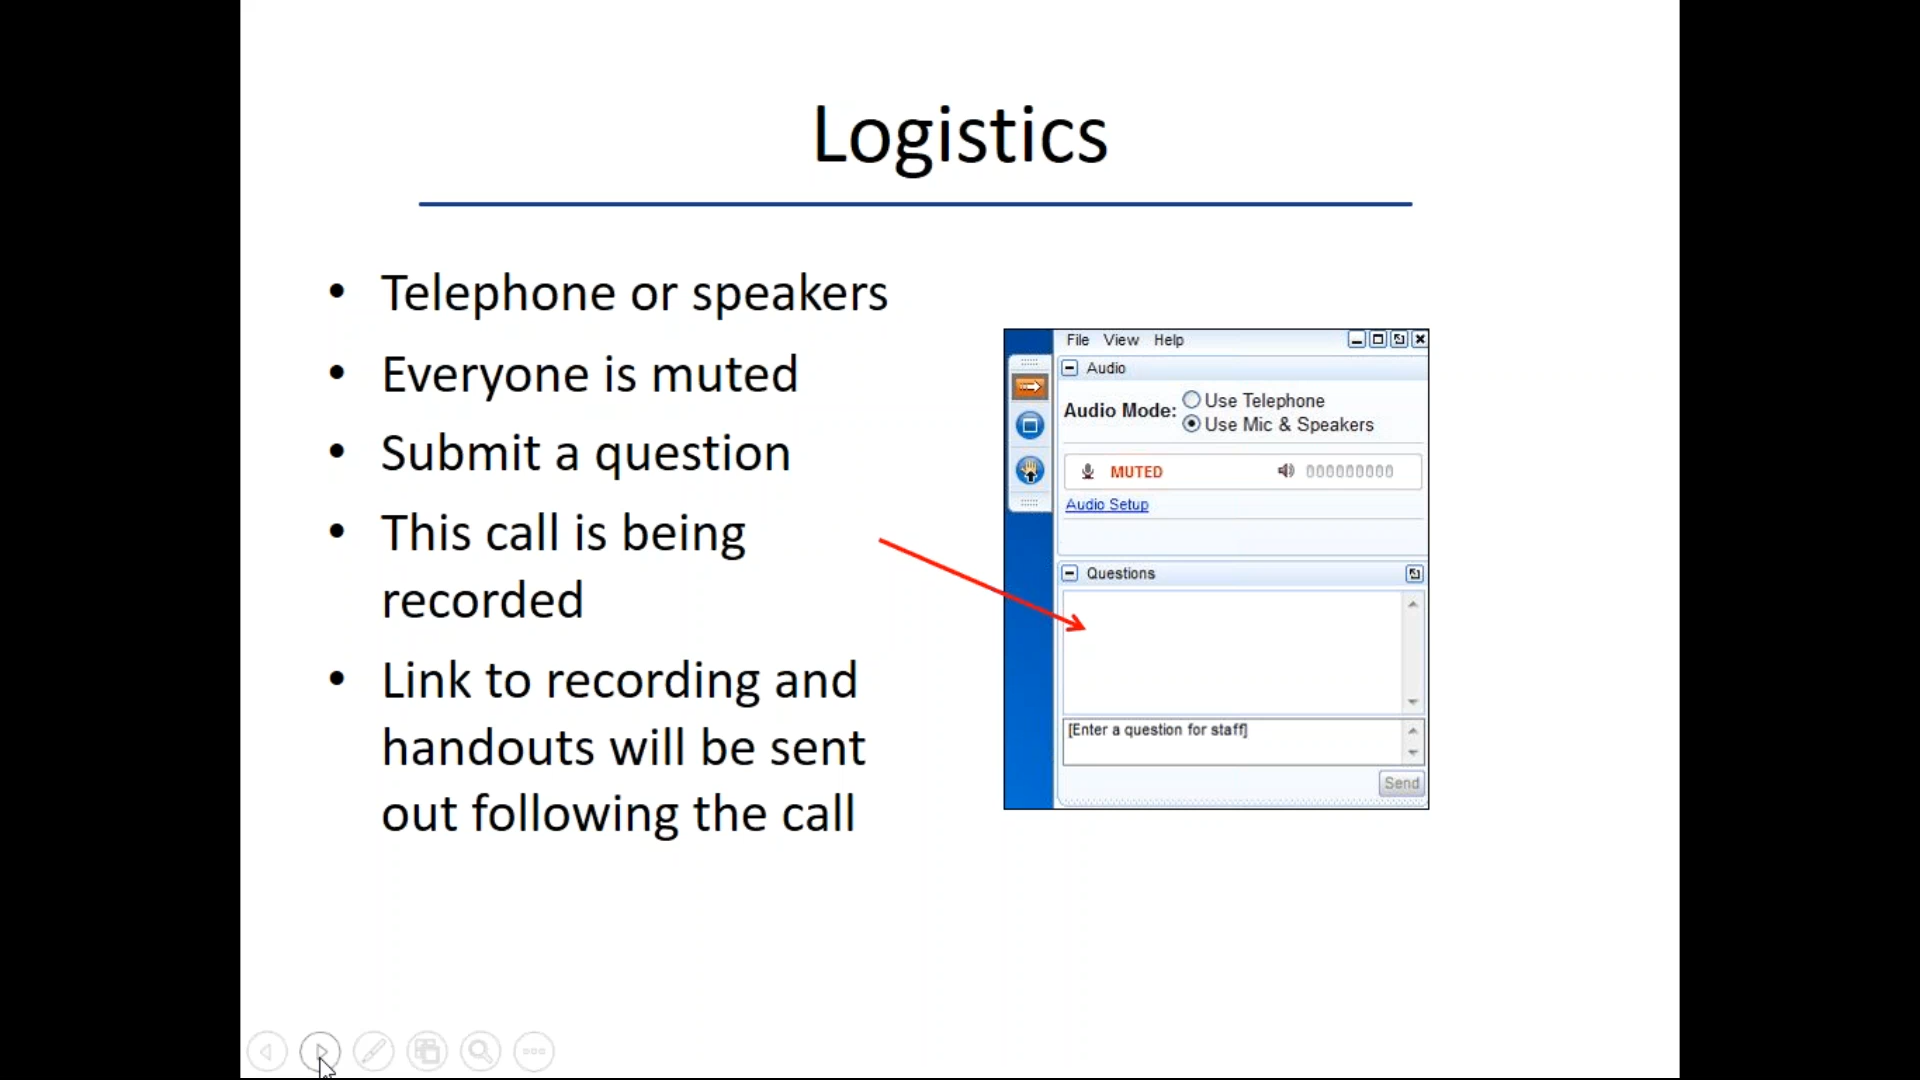 Logistics
• Telephone or speakers
• Everyone is muted
• Submit a question
• This call is being
recorded
• Link to recording and
handouts will be sent
out following the call
File View Help
Audio
Audio Mode:
Use Telephone
Use Mic & Speakers
MUTED
000000000
Audio Setup
Questions
[Enter a question for staff]
Send